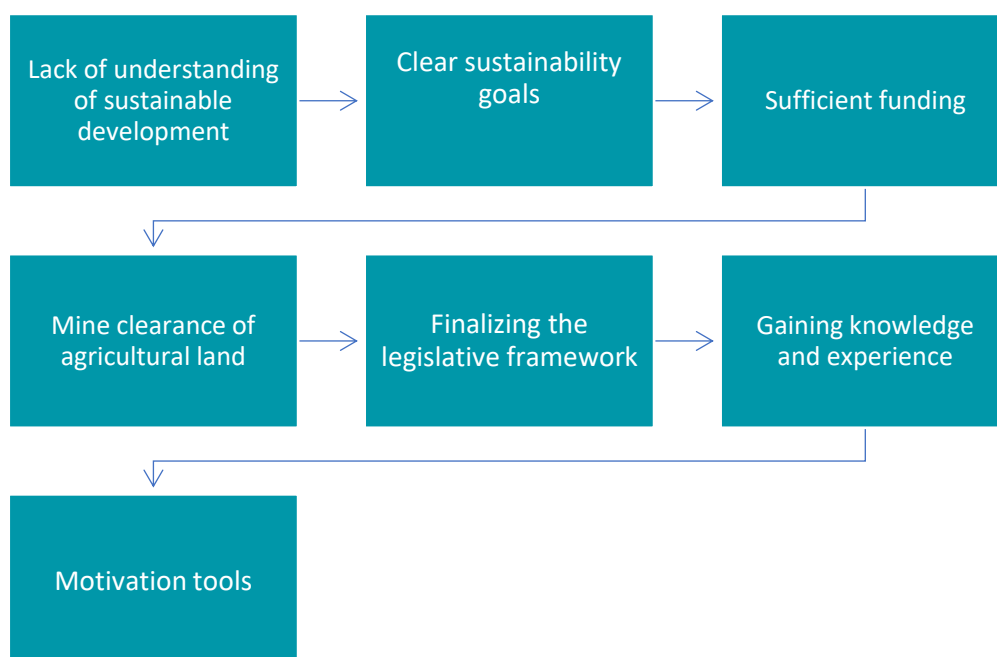 Lack of understanding
of sustainable
development
Clear sustainability
goals
Sufficient funding
Mine clearance of
agricultural land
Finalizing the
legislative framework
Gaining knowledge
and experience
Motivation tools